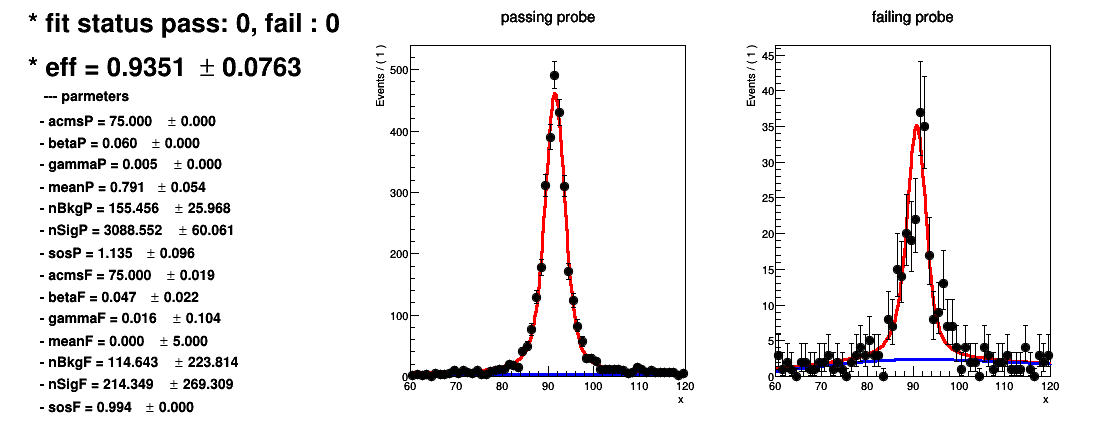 * fit status pass: 0, fail : 0
* eff = 0.9351 ± 0.0763
--- parmeters
- acmsP = 75.000 ± 0.000
- betaP = 0.060 ± 0.000
- gammaP = 0.005 ± 0.000
- meanP = 0.791 ± 0.054
- nBkgP = 155.456 ± 25.968
- nSigP = 3088.552 ± 60.061
- sosP = 1.135 ± 0.096
- acmsF = 75.000 ± 0.019
- betaF = 0.047 ± 0.022
- gammaF = 0.016 ± 0.104
- meanF = 0.000 ± 5.000
- nBkgF = 114.643 ± 223.814
- nSigF = 214.349 ± 269.309
- sosF = 0.994 ± 0.000
passing probe
Events / ( 1 )
500
400
300
200
100
0
60 70 80 90 100 110 120
x
failing probe
Events / ( 1 )
45
40
35
30
25
20
15
10
5
0
60 70 80 90 100 110 120
x